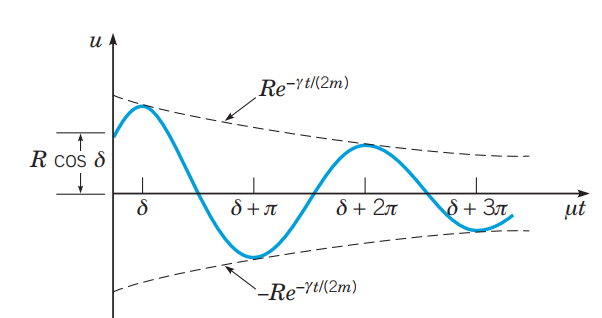 u
Re^{-γt/(2m)}
R cos δ
δ
δ + π
δ + 2π
δ + 3π
μt
–Re^{-γt/(2m)}